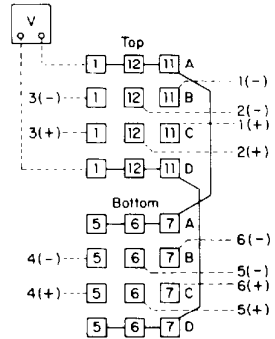 V
Top
1 12 11 A
3(-) 1 12 11 B 1(-)
2(-)
3(+) 1 12 11 C 1(+)
2(+)
1 12 11 D
Bottom
5 6 7 A
4(-) 5 6 7 B 6(-)
5(-)
4(+) 5 6 7 C 6(+)
5(+)
5 6 7 D